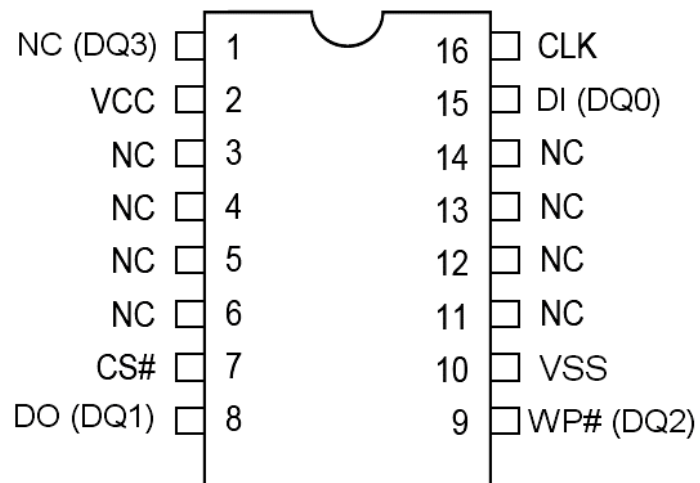 NC (DQ3) 1 16 CLK
VCC 2 15 DI (DQ0)
NC 3 14 NC
NC 4 13 NC
NC 5 12 NC
NC 6 11 NC
CS# 7 10 VSS
DO (DQ1) 8 9 WP# (DQ2)